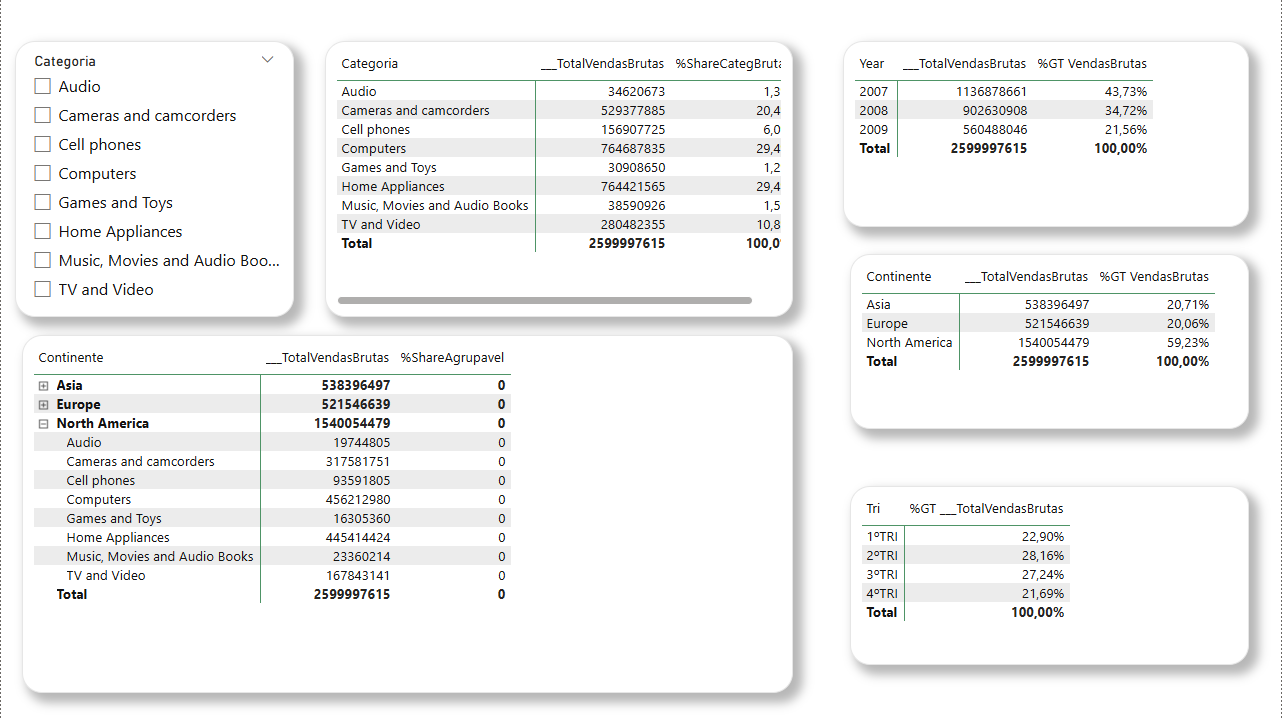 Categoria
Audio
Cameras and camcorders
Cell phones
Computers
Games and Toys
Home Appliances
Music, Movies and Audio Boo...
TV and Video
Categoria ___TotalVendasBrutas %ShareCategBruta
Audio 34620673 1,3
Cameras and camcorders 529377885 20,4
Cell phones 156907725 6,0
Computers 764687835 29,4
Games and Toys 30908650 1,2
Home Appliances 764421565 29,4
Music, Movies and Audio Books 38590926 1,5
TV and Video 280482355 10,8
Total 2599997615 100,0
Year ___TotalVendasBrutas %GT VendasBrutas
2007 1136878661 43,73%
2008 902630908 34,72%
2009 560488046 21,56%
Total 2599997615 100,00%
Continente ___TotalVendasBrutas %GT VendasBrutas
Asia 538396497 20,71%
Europe 521546639 20,06%
North America 1540054479 59,23%
Total 2599997615 100,00%
Continente ___TotalVendasBrutas %ShareAgrupavel
Asia 538396497 0
Europe 521546639 0
North America 1540054479 0
Audio 19744805 0
Cameras and camcorders 317581751 0
Cell phones 93591805 0
Computers 456212980 0
Games and Toys 16305360 0
Home Appliances 445414424 0
Music, Movies and Audio Books 23360214 0
TV and Video 167843141 0
Total 2599997615 0
Tri %GT ___TotalVendasBrutas
1ºTRI 22,90%
2ºTRI 28,16%
3ºTRI 27,24%
4ºTRI 21,69%
Total 100,00%